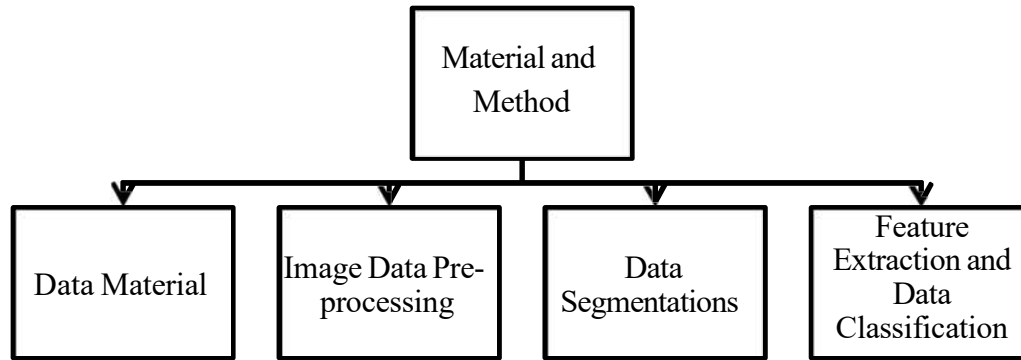 Material and
Method
Data Material
Image Data Pre-
processing
Data
Segmentations
Feature
Extraction and
Data
Classification